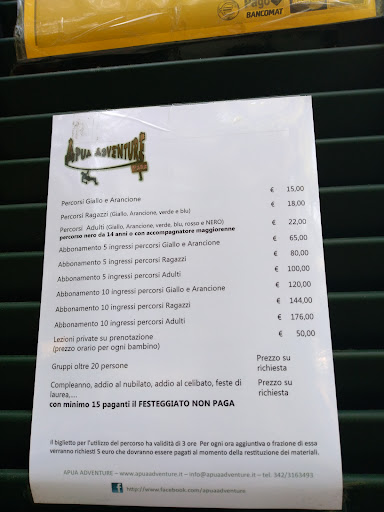 Pago
BANCOMAT
APUA ADVENTURE
Percorsi Giallo e Arancione € 15,00
Percorsi Ragazzi (Giallo, Arancione, verde e blu) € 18,00
Percorsi Adulti (Giallo, Arancione, verde, blu, rosso e NERO) € 22,00
percorso nero da 14 anni o con accompagnatore maggiorenne
Abbonamento 5 ingressi percorsi Giallo e Arancione € 65,00
Abbonamento 5 ingressi percorsi Ragazzi € 80,00
Abbonamento 5 ingressi percorsi Adulti € 100,00
Abbonamento 10 ingressi percorsi Giallo e Arancione € 120,00
Abbonamento 10 ingressi percorsi Ragazzi € 144,00
Abbonamento 10 ingressi percorsi Adulti € 176,00
Lezioni private su prenotazione € 50,00
(prezzo orario per ogni bambino)
Gruppi oltre 20 persone Prezzo su
richiesta
Compleanno, addio al nubilato, addio al celibato, feste di Prezzo su
laurea,.... richiesta
con minimo 15 paganti il FESTEGGIATO NON PAGA
Il biglietto per l'utilizzo del percorso ha validità di 3 ore Per ogni ora aggiuntiva o frazione di essa
verranno richiesti 5 euro che dovranno essere pagati al momento della restituzione dei materiali.
APUA ADVENTURE – www.apuaadventure.it – info@apuaadventure.it – tel. 342/3163493
f http://www.facebook.com/apuaadventure